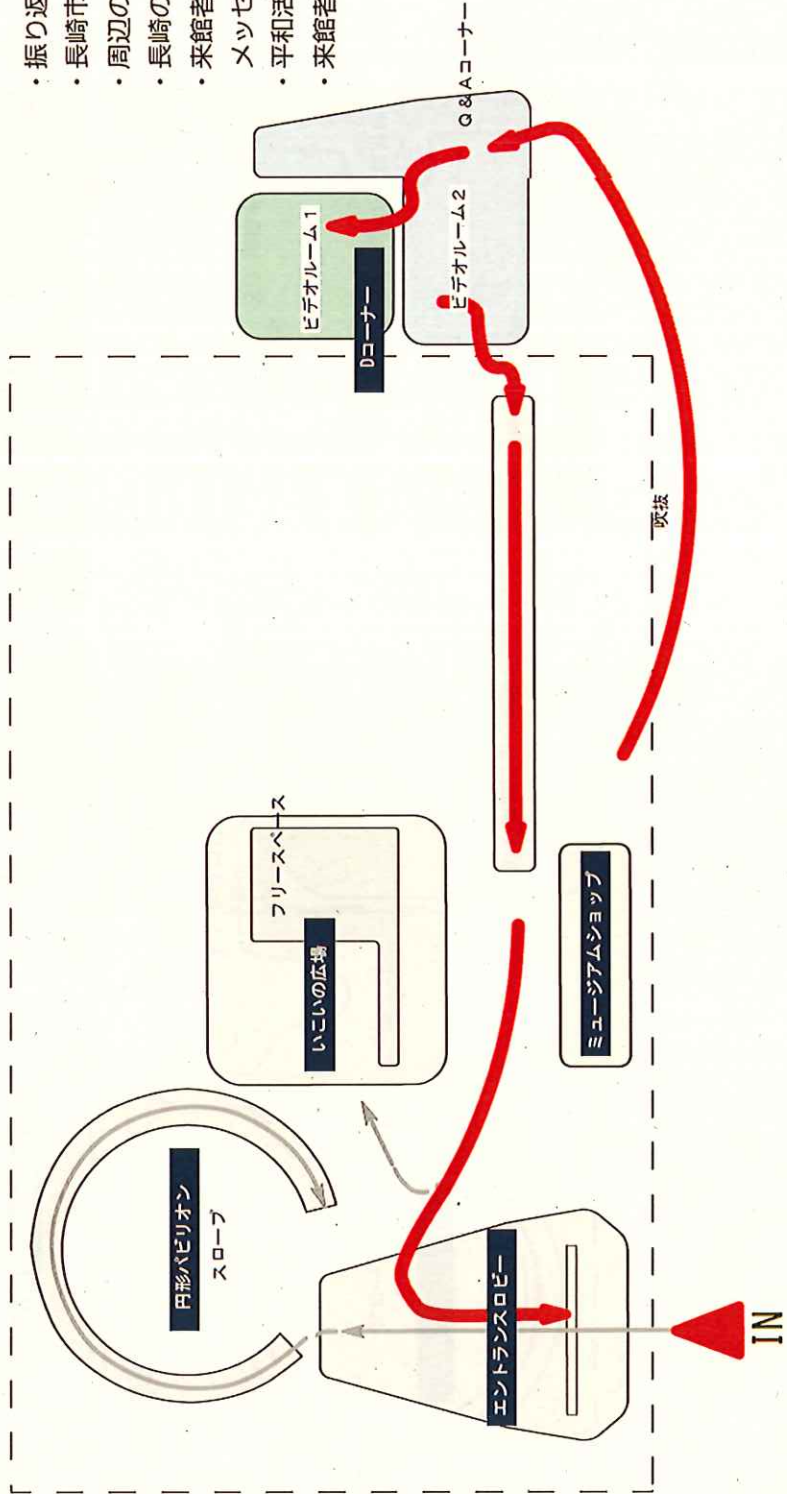 ・振り返
・長崎市
・周辺の
・長崎の
・来館者
メッセ
・平和活
・来館者
円形パビリオン
スロープ
フリースペース
いこいの広場
ビデオルーム1
Dコーナー
ビデオルーム2
Q&Aコーナー
エントランスロビー
ミュージアムショップ
吹抜
IN